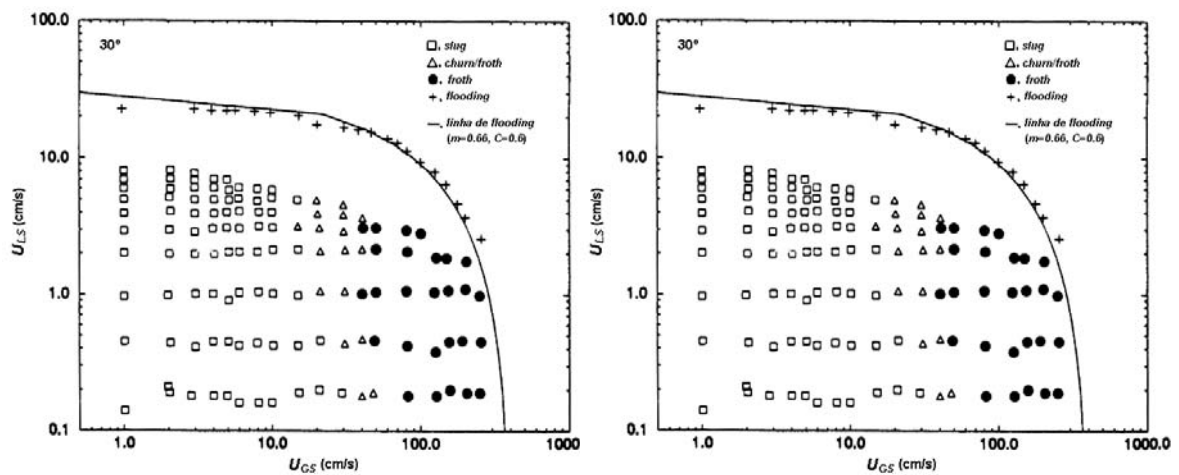 100.0
30°
□. slug
△. churn/froth
●. froth
+. flooding
—. linha de flooding
(m=0.66, C=0.6)
10.0
U_LS (cm/s)
1.0
0.1
1.0
10.0
100.0
1000.0
U_GS (cm/s)
100.0
30°
□. slug
△. churn/froth
●. froth
+. flooding
—. linha de flooding
(m=0.66, C=0.6)
10.0
U_LS (cm/s)
1.0
0.1
1.0
10.0
100.0
1000.0
U_GS (cm/s)